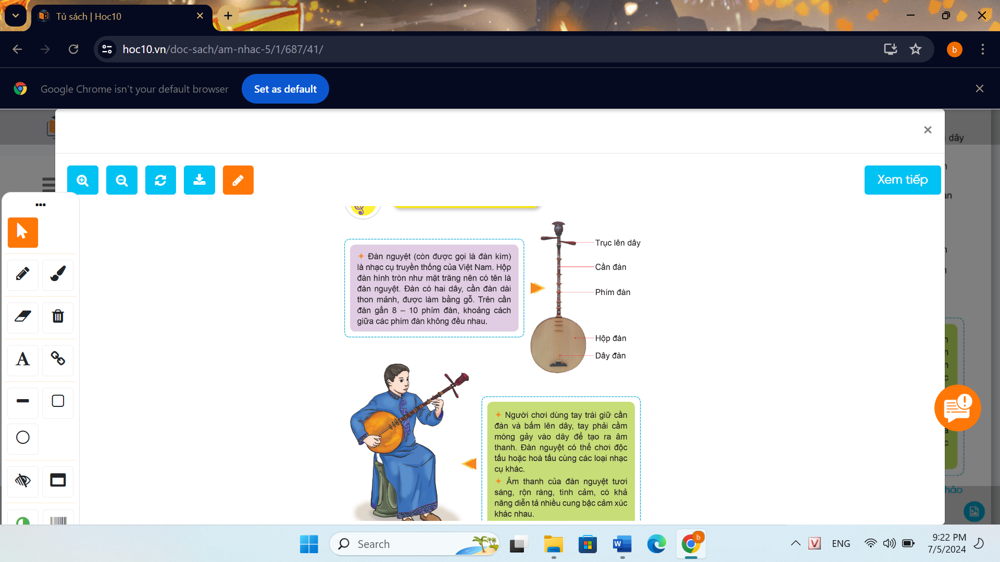 Tủ sách | Hoc10
hoc10.vn/doc-sach/am-nhac-5/1/687/41/
b
Google Chrome isn't your default browser
Set as default
dây
Xem tiếp
Trục lên dây
Cần đàn
Phím đàn
Hộp đàn
Dây đàn
Đàn nguyệt (còn được gọi là đàn kìm)
là nhạc cụ truyền thống của Việt Nam. Hộp
đàn hình tròn như mặt trăng nên có tên là
đàn nguyệt. Đàn có hai dây, cần đàn dài
thon mảnh, được làm bằng gỗ. Trên cần
đàn gắn 8 – 10 phím đàn, khoảng cách
giữa các phím đàn không đều nhau.
Người chơi dùng tay trái giữ cần
đàn và bấm lên dây, tay phải cầm
móng gảy vào dây để tạo ra âm
thanh. Đàn nguyệt có thể chơi độc
tấu hoặc hoà tấu cùng các loại nhạc
cụ khác.
Âm thanh của đàn nguyệt tươi
sáng, rộn ràng, tình cảm, có khả
năng diễn tả nhiều cung bậc cảm xúc
khác nhau.
A
Search
ENG
9:22 PM
7/5/2024